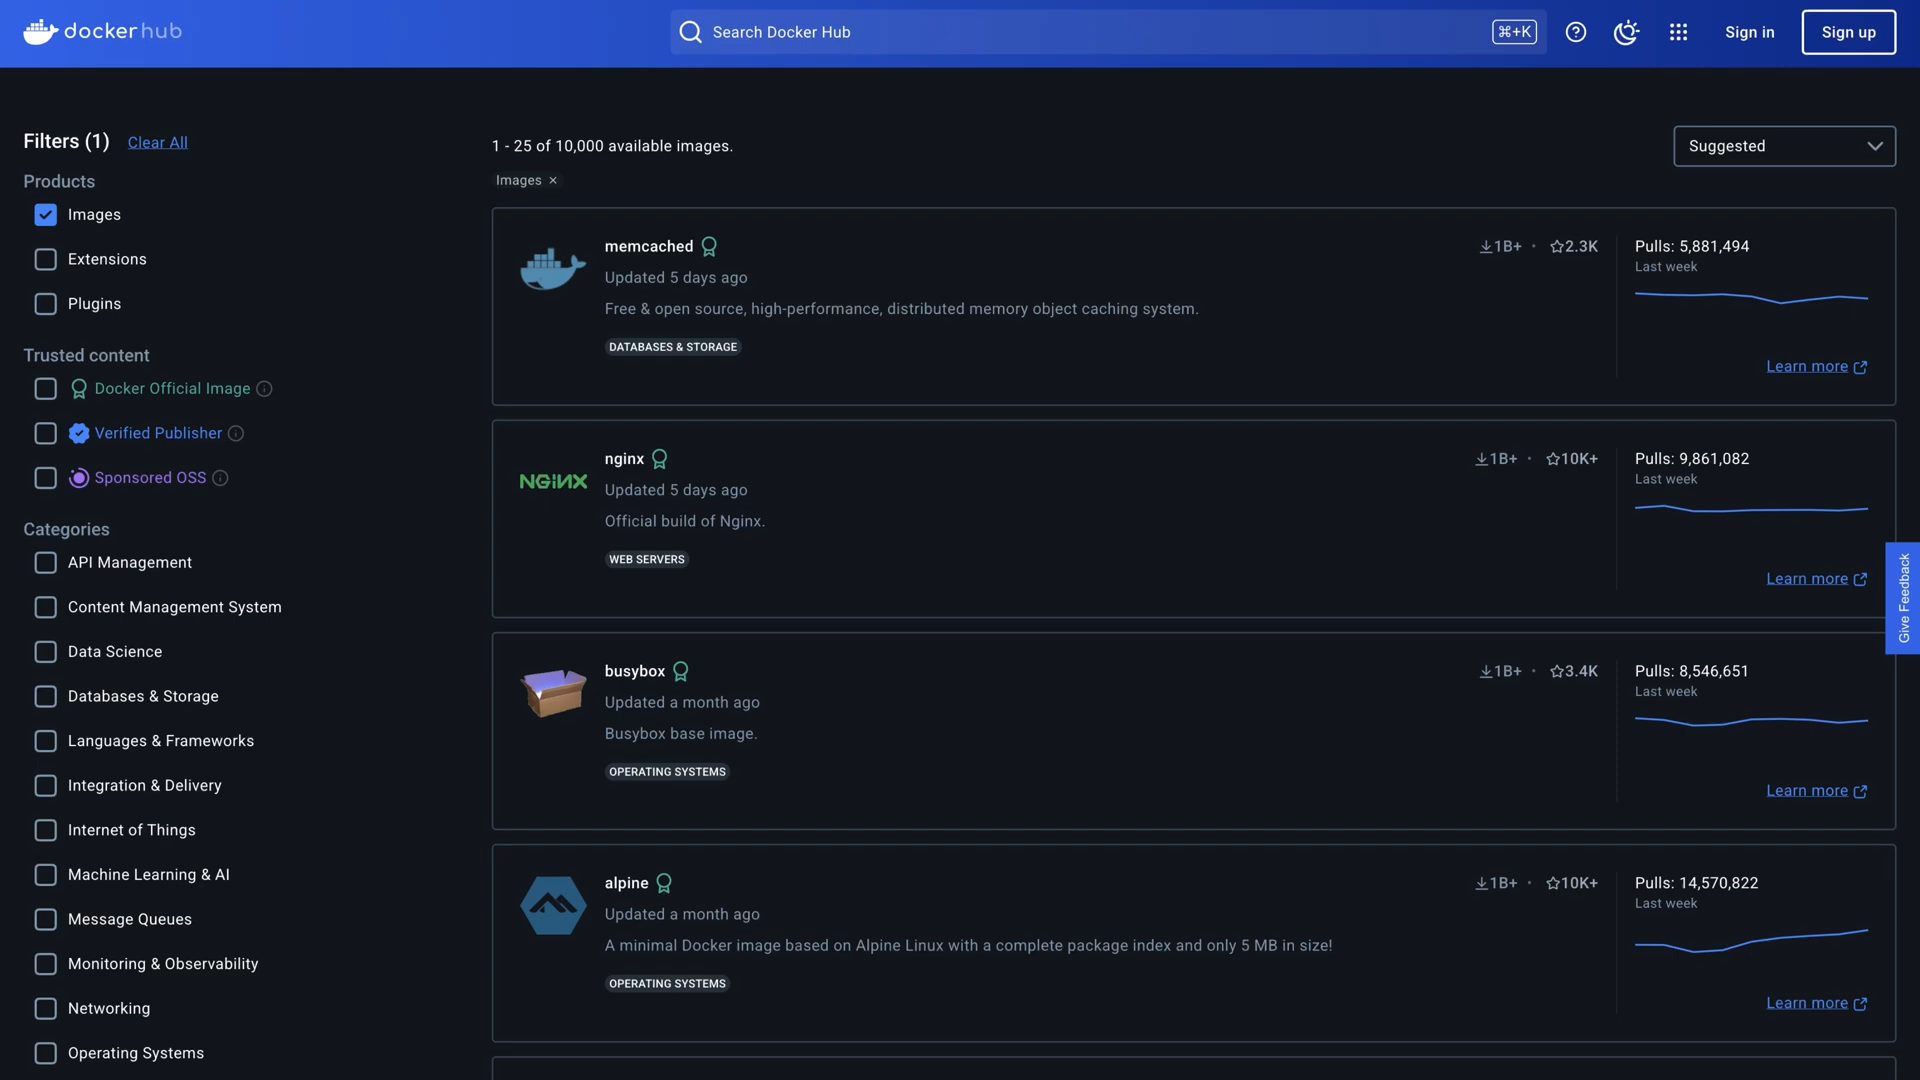 docker hub
Search Docker Hub
⌘+K
Sign in
Sign up
Filters (1)
Clear All
Products
Images
Extensions
Plugins
Trusted content
Docker Official Image
Verified Publisher
Sponsored OSS
Categories
API Management
Content Management System
Data Science
Databases & Storage
Languages & Frameworks
Integration & Delivery
Internet of Things
Machine Learning & AI
Message Queues
Monitoring & Observability
Networking
Operating Systems
1 - 25 of 10,000 available images.
Suggested
Images ×
memcached
1B+ • 2.3K
Pulls: 5,881,494
Last week
Updated 5 days ago
Free & open source, high-performance, distributed memory object caching system.
DATABASES & STORAGE
Learn more
NGINX
nginx
1B+ • 10K+
Pulls: 9,861,082
Last week
Updated 5 days ago
Official build of Nginx.
WEB SERVERS
Learn more
busybox
1B+ • 3.4K
Pulls: 8,546,651
Last week
Updated a month ago
Busybox base image.
OPERATING SYSTEMS
Learn more
alpine
1B+ • 10K+
Pulls: 14,570,822
Last week
Updated a month ago
A minimal Docker image based on Alpine Linux with a complete package index and only 5 MB in size!
OPERATING SYSTEMS
Learn more
Give Feedback